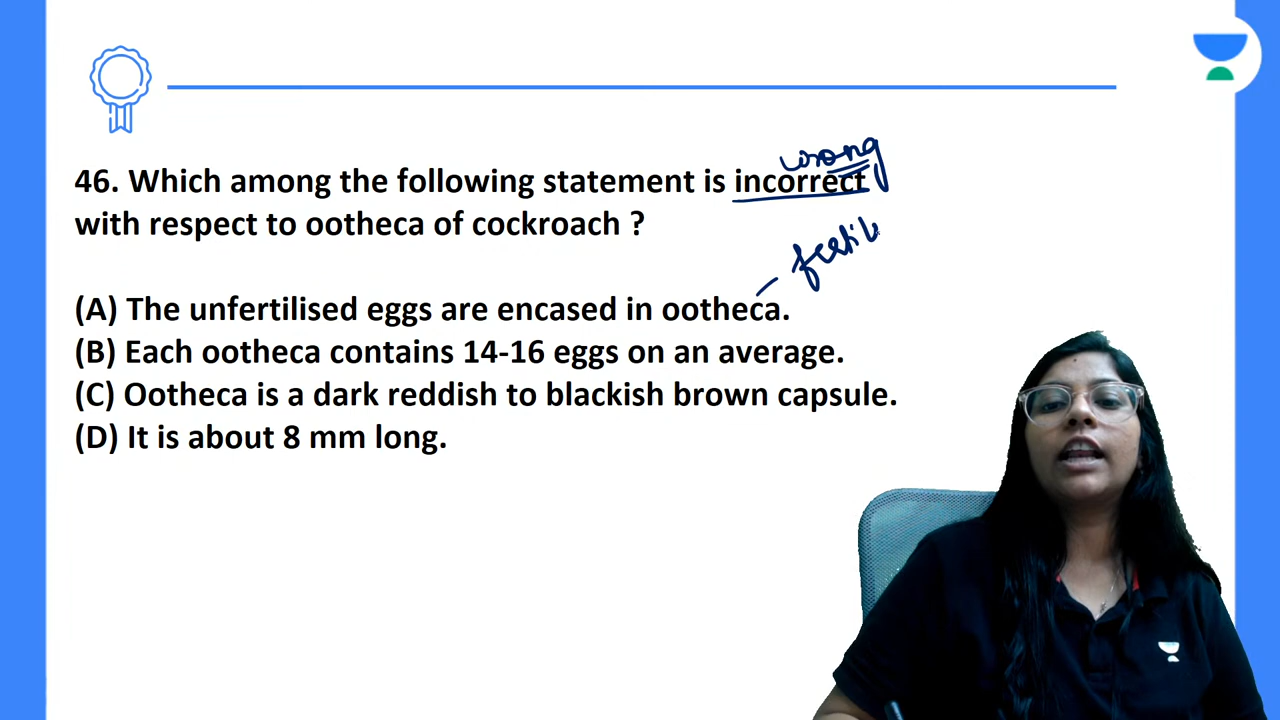 wrong
46. Which among the following statement is incorrect
with respect to ootheca of cockroach ?
(A) The unfertilised eggs are encased in ootheca.
(B) Each ootheca contains 14-16 eggs on an average.
(C) Ootheca is a dark reddish to blackish brown capsule.
(D) It is about 8 mm long.